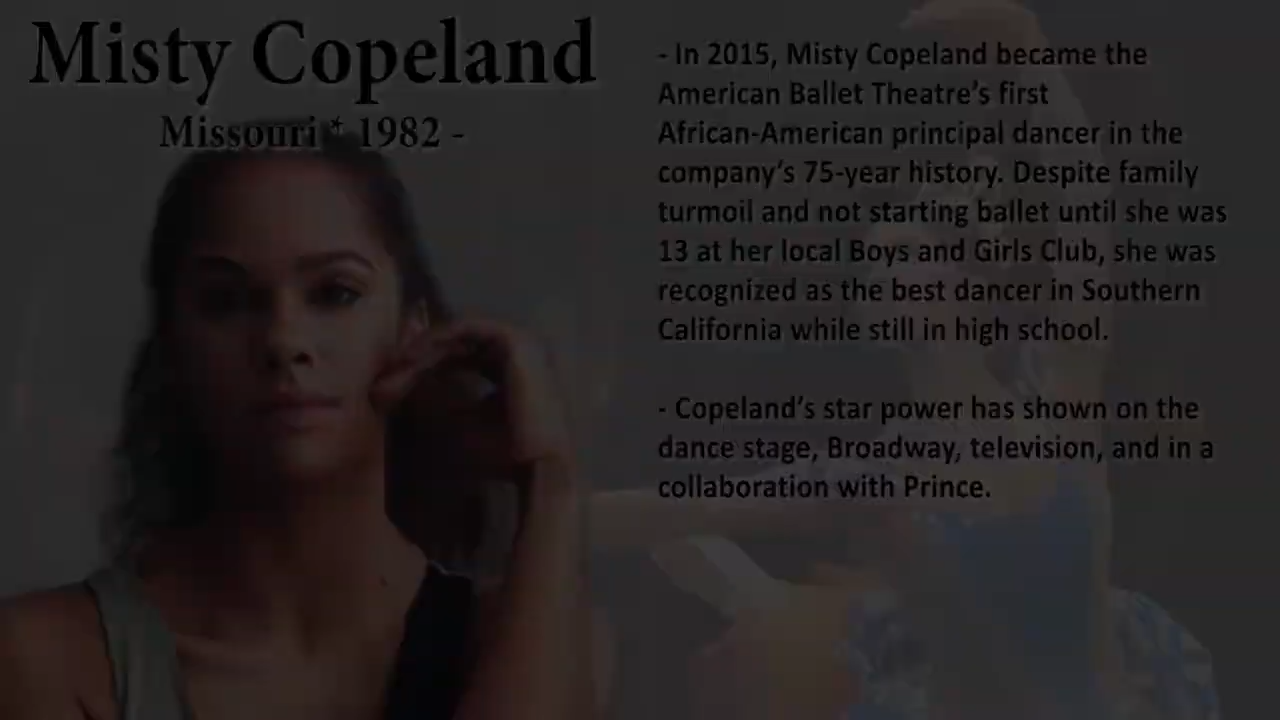 Misty Copeland
Missouri * 1982 -
- In 2015, Misty Copeland became the
American Ballet Theatre’s first
African-American principal dancer in the
company’s 75-year history. Despite family
turmoil and not starting ballet until she was
13 at her local Boys and Girls Club, she was
recognized as the best dancer in Southern
California while still in high school.
- Copeland’s star power has shown on the
dance stage, Broadway, television, and in a
collaboration with Prince.